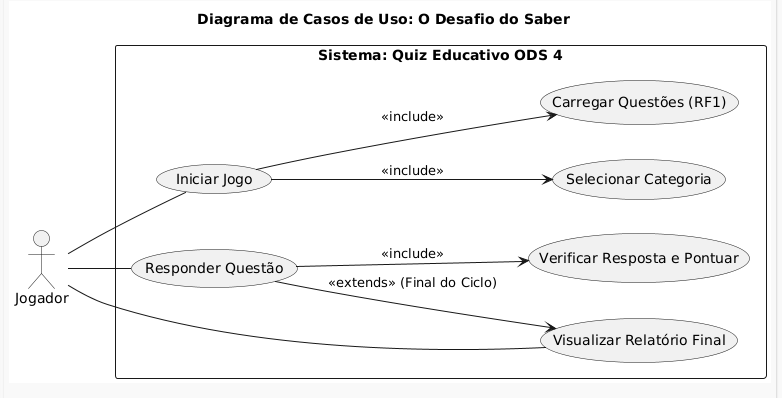 Diagrama de Casos de Uso: O Desafio do Saber
Sistema: Quiz Educativo ODS 4
Carregar Questões (RF1)
«include»
Iniciar Jogo
«include»
Selecionar Categoria
Jogador
Responder Questão
«include»
Verificar Resposta e Pontuar
«extends» (Final do Ciclo)
Visualizar Relatório Final